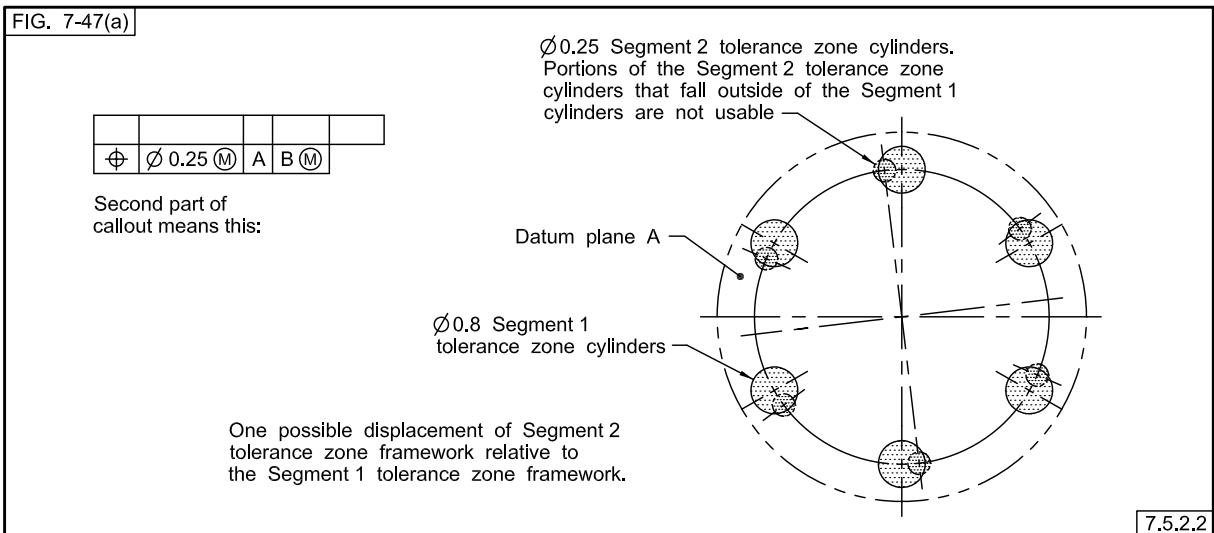 FIG. 7-47(a)
⌀0.25 Segment 2 tolerance zone cylinders.
Portions of the Segment 2 tolerance zone
cylinders that fall outside of the Segment 1
cylinders are not usable
⌖ ⌀ 0.25 Ⓜ A B Ⓜ
Second part of
callout means this:
Datum plane A
⌀0.8 Segment 1
tolerance zone cylinders
One possible displacement of Segment 2
tolerance zone framework relative to
the Segment 1 tolerance zone framework.
7.5.2.2